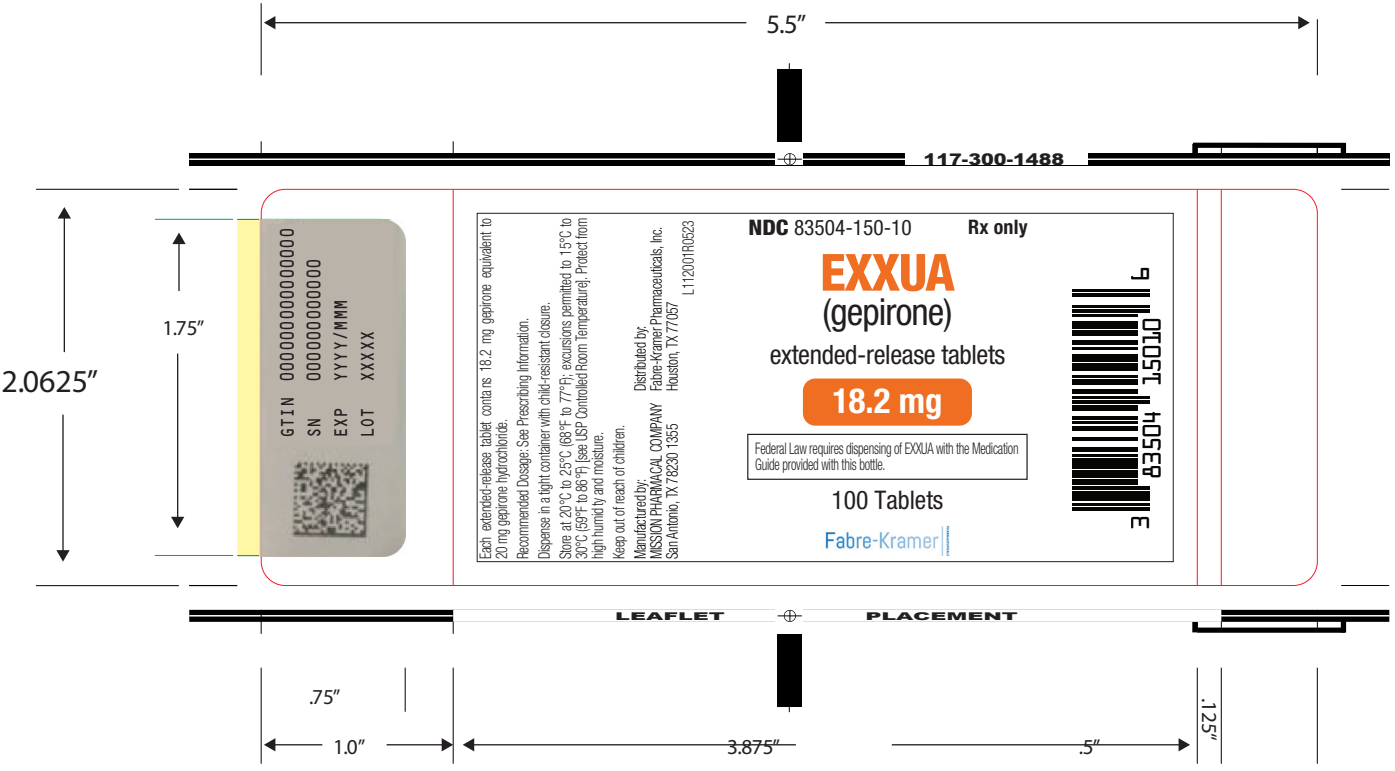 5.5”
117-300-1488
2.0625”
1.75”
GTIN 00000000000000
SN 000000000000
EXP YYYY/MMM
LOT XXXXX
Each extended-release tablet contans 18.2 mg gepirone equivalent to
20 mg gepirone hydrochloride.
Recommended Dosage: See Prescribing Information.
Dispense in a tight container with child-resistant closure.
Store at 20°C to 25°C (68°F to 77°F); excursions permitted to 15°C to
30°C (59°F to 86°F) [see USP Controlled Room Temperature]. Protect from
high humidty and moisture.
Keep out of reach of children.
Manufactured by:
MISSION PHARMACAL COMPANY
San Antonio, TX 78230 1355
Distributed by:
Fabre-Kramer Pharmaceuticals, Inc.
Houston, TX 77057
L112001R0523
NDC 83504-150-10 Rx only
EXXUA
(gepirone)
extended-release tablets
18.2 mg
Federal Law requires dispensing of EXXUA with the Medication
Guide provided with this bottle.
100 Tablets
Fabre-Kramer
3 83504 15010 9
LEAFLET PLACEMENT
.75”
1.0”
3.875”
.5”
.125”